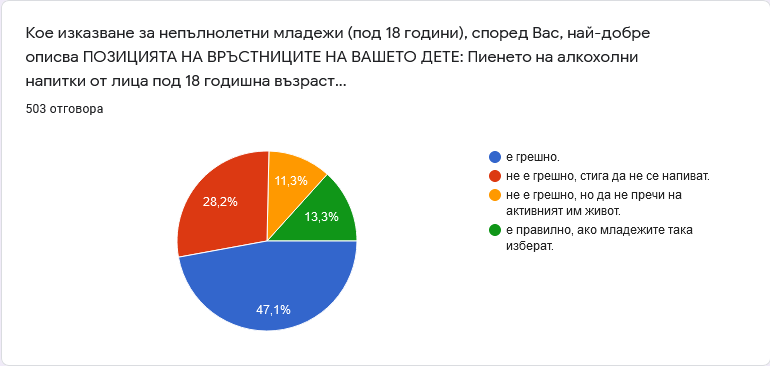 Кое изказване за непълнолетни младежи (под 18 години), според Вас, най-добре
описва ПОЗИЦИЯТА НА ВРЪСТНИЦИТЕ НА ВАШЕТО ДЕТЕ: Пиенето на алкохолни
напитки от лица под 18 годишна възраст...
503 отговора
е грешно.
не е грешно, стига да не се напиват.
не е грешно, но да не пречи на
активният им живот.
е правилно, ако младежите така
изберат.
11,3%
28,2%
13,3%
47,1%